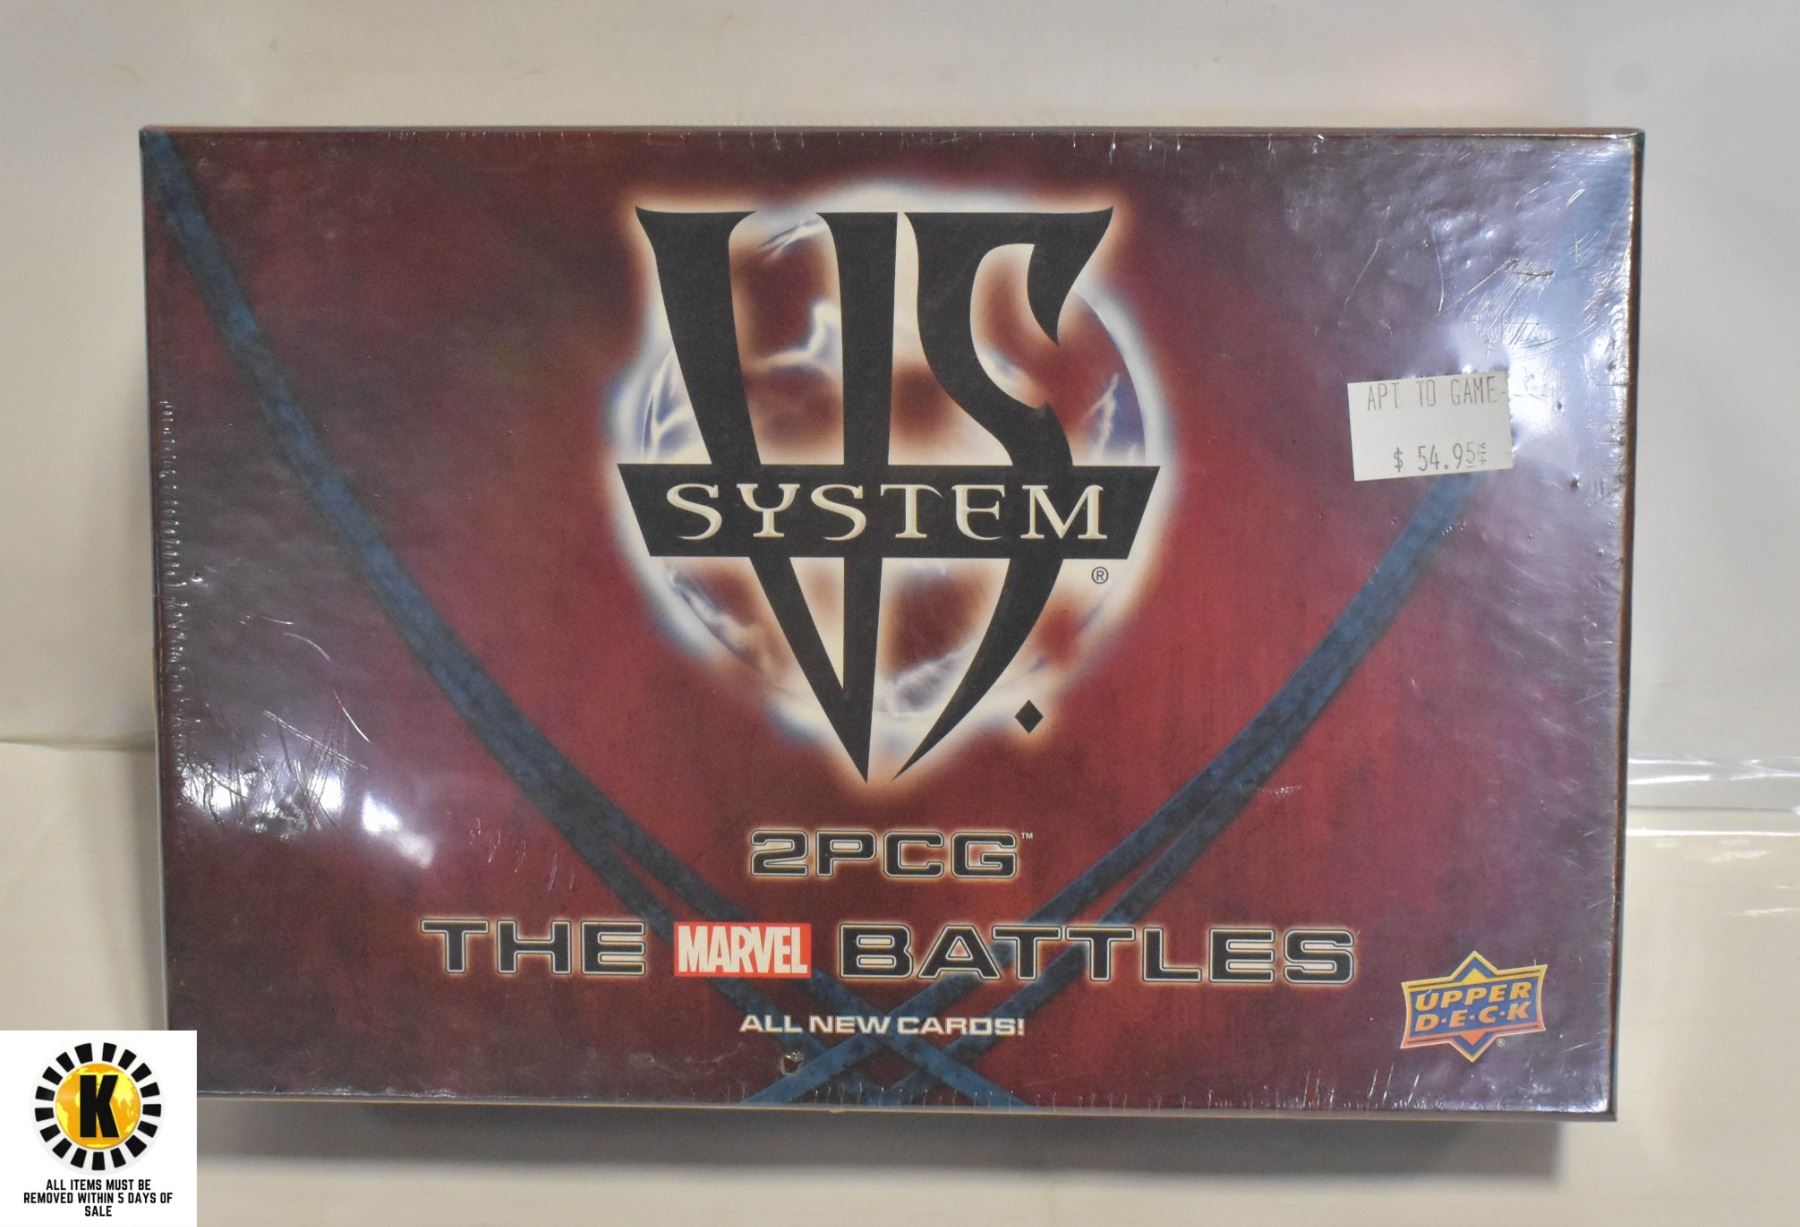 VS.
SYSTEM
®
APT TO GAME
$ 54.95
2PCG™
THE MARVEL BATTLES
ALL NEW CARDS!
UPPER
D·E·C·K
®
K
ALL ITEMS MUST BE
REMOVED WITHIN 5 DAYS OF
SALE